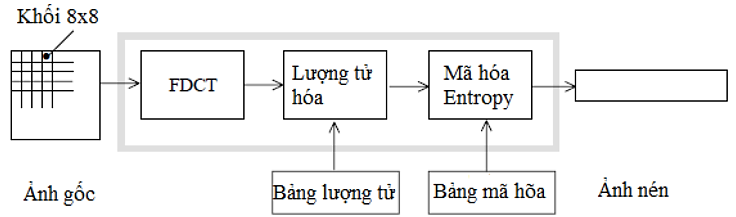 Khối 8x8
FDCT
Lượng tử
hóa
Mã hóa
Entropy
Ảnh gốc
Bảng lượng tử
Bảng mã hõa
Ảnh nén